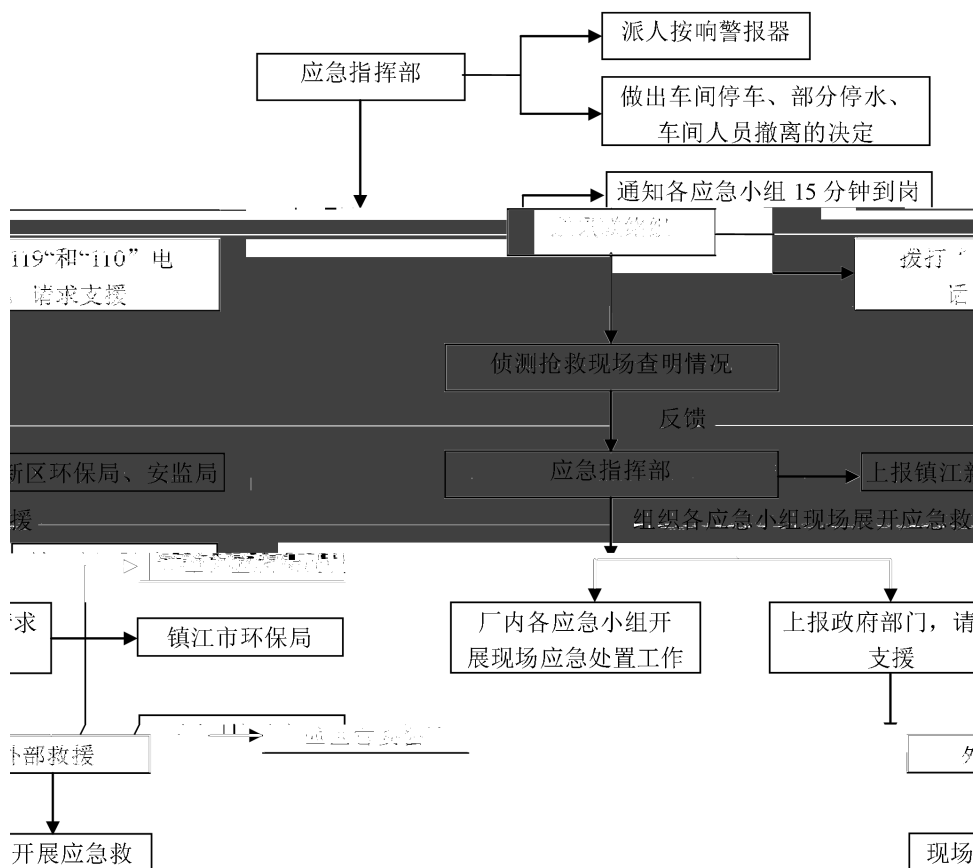 派人按响警报器
应急指挥部
做出车间停车、部分停水、
车间人员撤离的决定
通知各应急小组 15 分钟到岗
119“和“110”电
请求支援
拨打
话
侦测抢救现场查明情况
反馈
新区环保局、安监局
应急指挥部
上报镇江新
援
组织各应急小组现场展开应急救
求
镇江市环保局
厂内各应急小组开
展现场应急处置工作
上报政府部门，请
支援
外部救援
外
开展应急救
现场